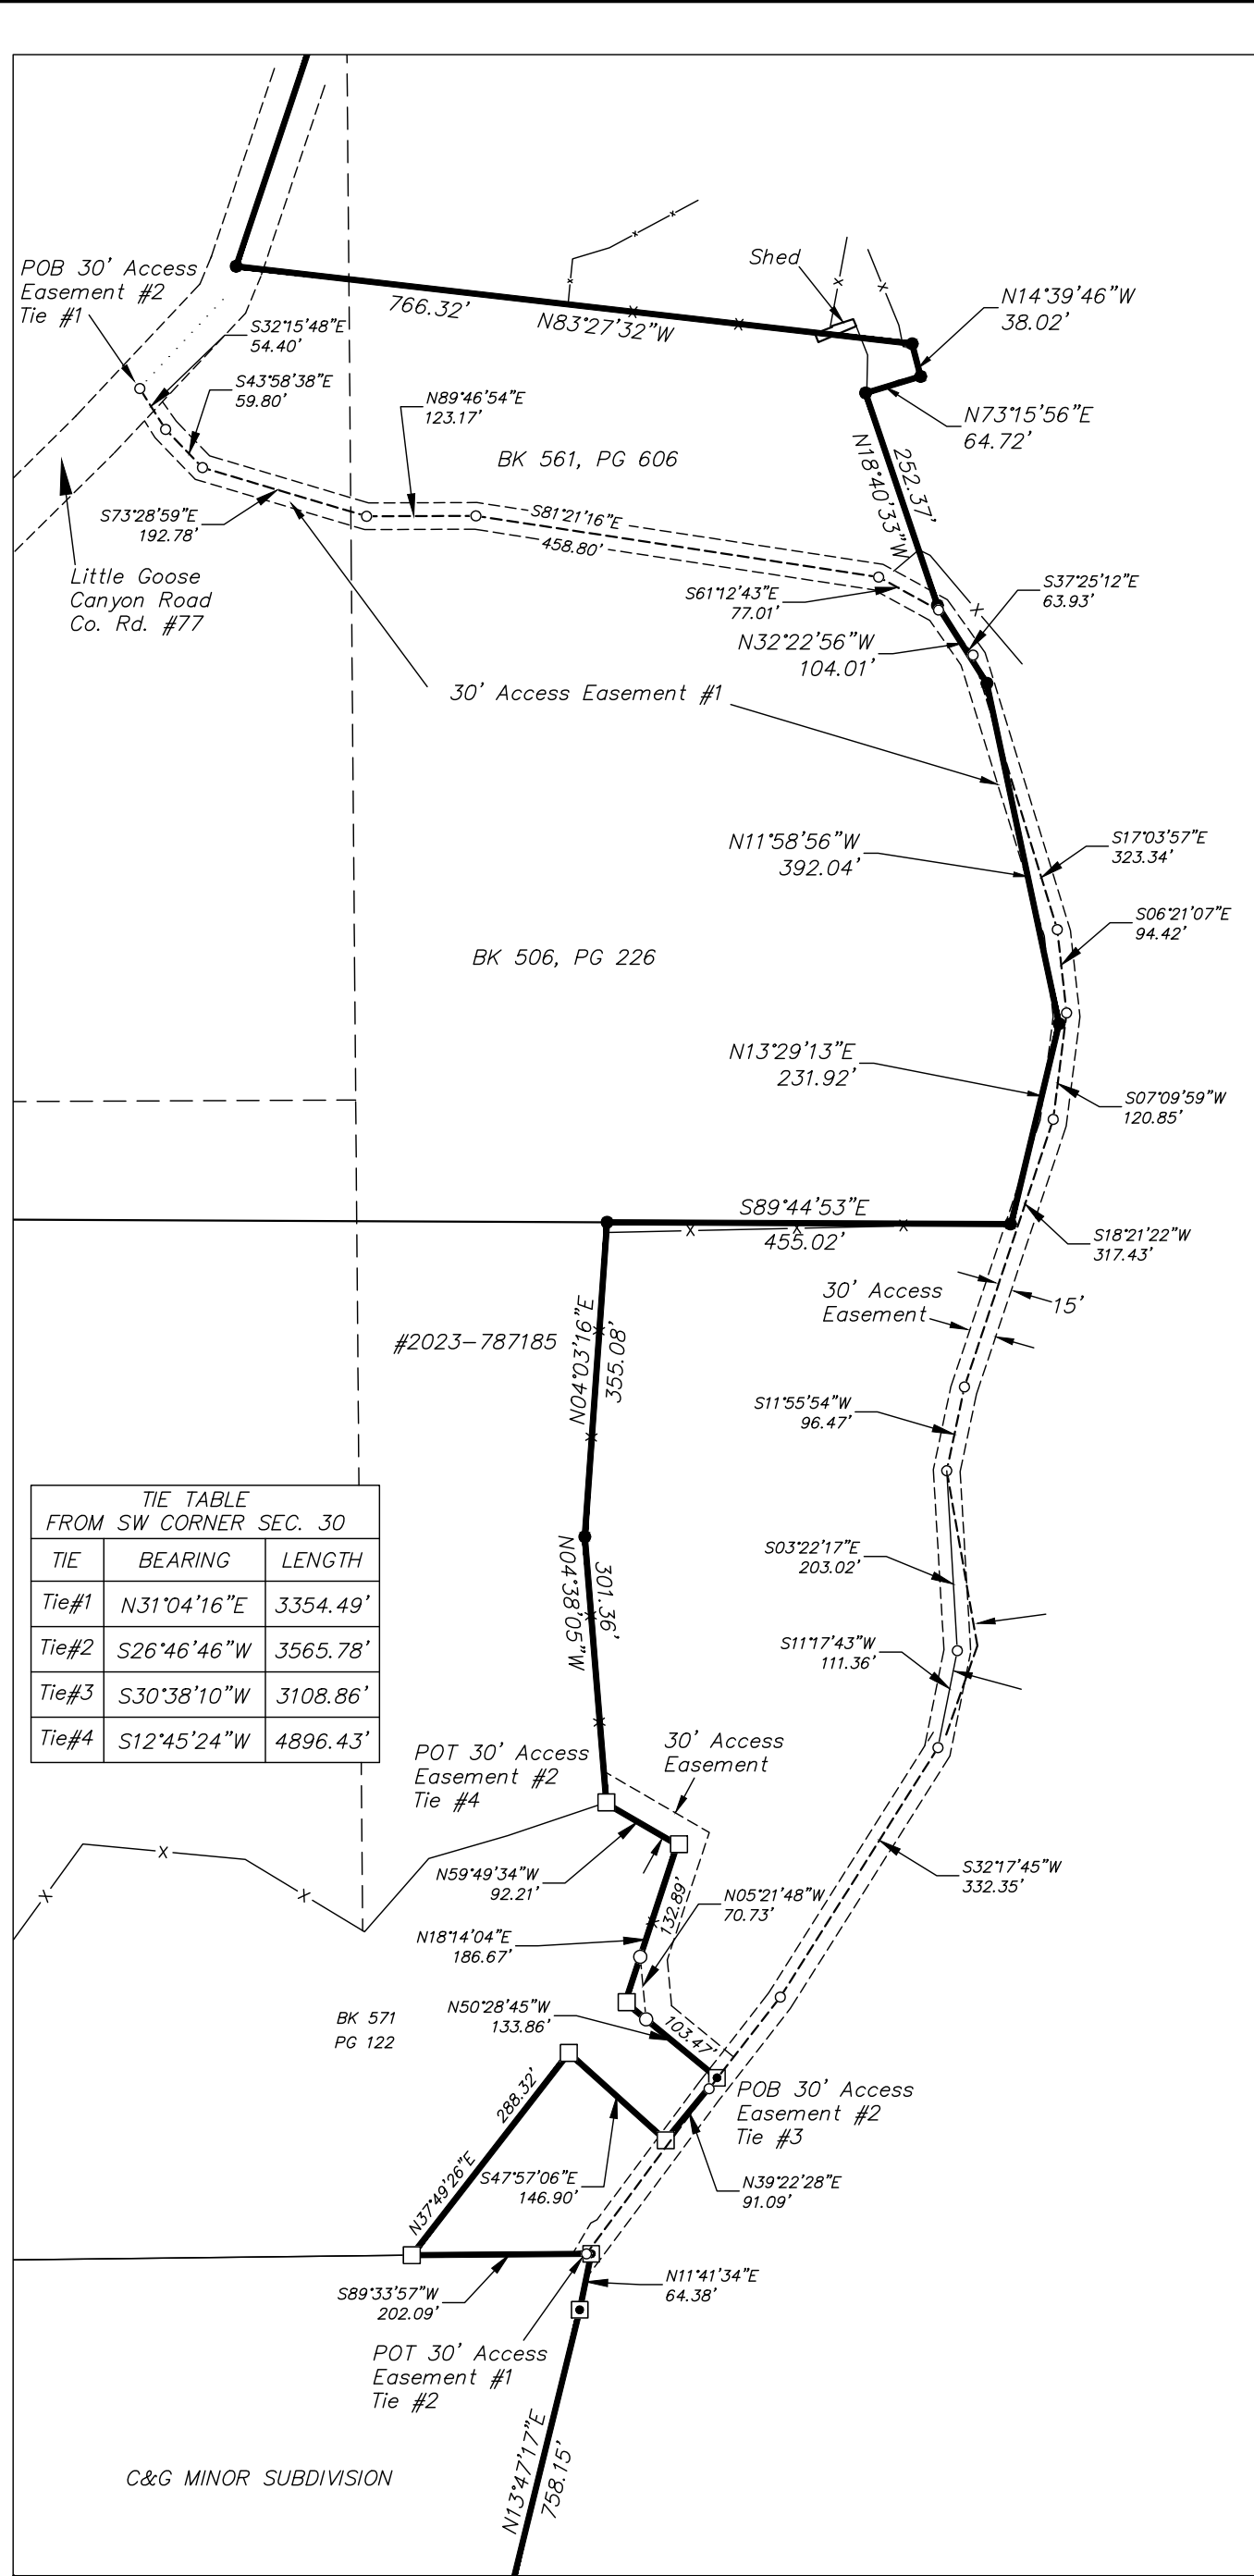 POB 30' Access
Easement #2
Tie #1
S32°15'48"E
54.40'
S43°58'38"E
59.80'
766.32'
N83°27'32"W
Shed
N14°39'46"W
38.02'
N73°15'56"E
64.72'
N89°46'54"E
123.17'
BK 561, PG 606
N18°40'33"W
252.37'
S73°28'59"E
192.78'
S81°21'16"E
458.80'
Little Goose
Canyon Road
Co. Rd. #77
S61°12'43"E
77.01'
S37°25'12"E
63.93'
N32°22'56"W
104.01'
30' Access Easement #1
N11°58'56"W
392.04'
S17°03'57"E
323.34'
S06°21'07"E
94.42'
BK 506, PG 226
N13°29'13"E
231.92'
S07°09'59"W
120.85'
S89°44'53"E
455.02'
S18°21'22"W
317.43'
30' Access
Easement
15'
#2023-787185
N04°03'16"E
355.08'
S11°55'54"W
96.47'
TIE TABLE
FROM SW CORNER SEC. 30
TIE BEARING LENGTH
Tie#1 N31°04'16"E 3354.49'
Tie#2 S26°46'46"W 3565.78'
Tie#3 S30°38'10"W 3108.86'
Tie#4 S12°45'24"W 4896.43'
N04°38'05"W
301.36'
S03°22'17"E
203.02'
S11°17'43"W
111.36'
POT 30' Access
Easement #2
Tie #4
30' Access
Easement
N59°49'34"W
92.21'
132.89'
N05°21'48"W
70.73'
S32°17'45"W
332.35'
N18°14'04"E
186.67'
N50°28'45"W
133.86'
103.47'
BK 571
PG 122
288.32'
N37°49'26"E
POB 30' Access
Easement #2
Tie #3
S47°57'06"E
146.90'
N39°22'28"E
91.09'
S89°33'57"W
202.09'
N11°41'34"E
64.38'
POT 30' Access
Easement #1
Tie #2
N13°47'17"E
758.15'
C&G MINOR SUBDIVISION